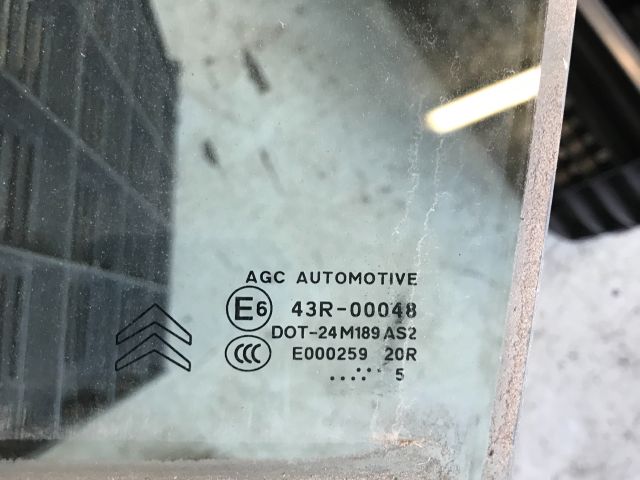 AGC AUTOMOTIVE
E6 43R-00048
DOT-24 M189 AS2
CCC E000259 20R
5